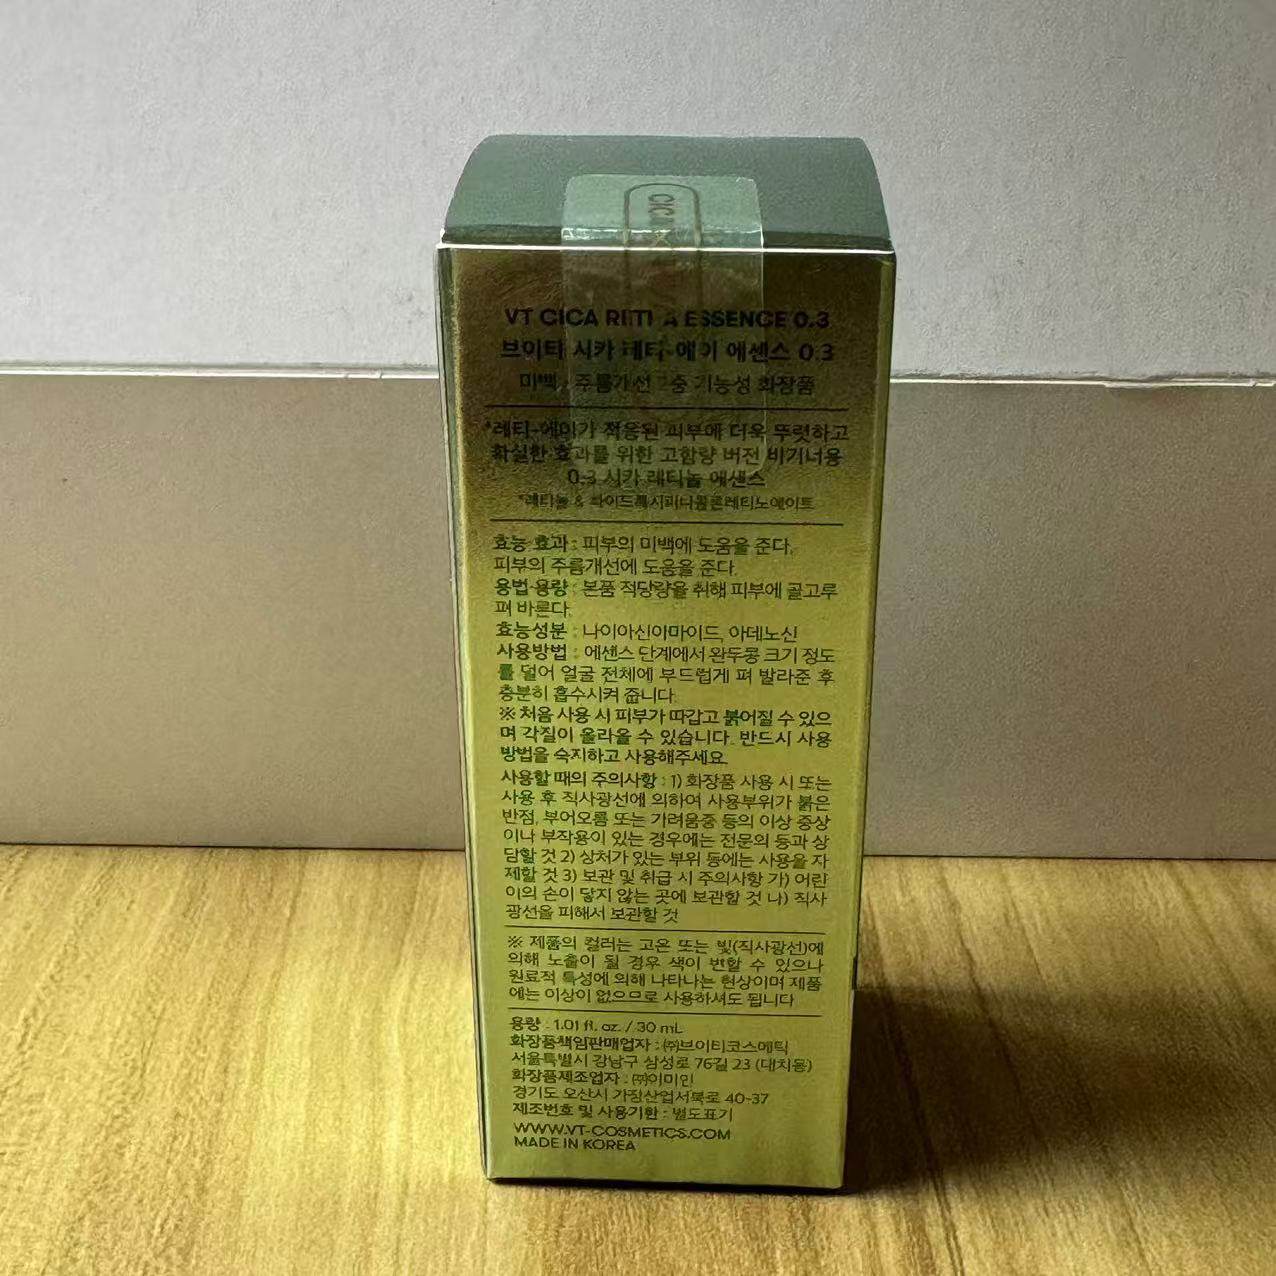 CICA
VT CICA RETI-A ESSENCE 0.3
브이티 시카 레티-에이 에센스 0.3
미백, 주름개선 2중 기능성 화장품
*레티-에이가 적응된 피부에 더욱 뚜렷하고
확실한 효과를 위한 고함량 버전 비기너용
0.3 시카 레티놀 에센스
*레티놀 & 하이드록시피나콜론레티노에이트
효능·효과 : 피부의 미백에 도움을 준다.
피부의 주름개선에 도움을 준다.
용법·용량 : 본품 적당량을 취해 피부에 골고루
펴 바른다.
효능성분 : 나이아신아마이드, 아데노신
사용방법 : 에센스 단계에서 완두콩 크기 정도
를 덜어 얼굴 전체에 부드럽게 펴 발라준 후
충분히 흡수시켜 줍니다.
※ 처음 사용 시 피부가 따갑고 붉어질 수 있으
며 각질이 올라올 수 있습니다. 반드시 사용
방법을 숙지하고 사용해주세요.
사용할 때의 주의사항 : 1) 화장품 사용 시 또는
사용 후 직사광선에 의하여 사용부위가 붉은
반점, 부어오름 또는 가려움증 등의 이상 증상
이나 부작용이 있는 경우에는 전문의 등과 상
담할 것 2) 상처가 있는 부위 등에는 사용을 자
제할 것 3) 보관 및 취급 시 주의사항 가) 어린
이의 손이 닿지 않는 곳에 보관할 것 나) 직사
광선을 피해서 보관할 것
※ 제품의 컬러는 고온 또는 빛(직사광선)에
의해 노출이 될 경우 색이 변할 수 있으나
원료적 특성에 의해 나타나는 현상이며 제품
에는 이상이 없으므로 사용하셔도 됩니다
용량 : 1.01 fl. oz. / 30 mL
화장품책임판매업자 : ㈜브이티코스메틱
서울특별시 강남구 삼성로 76길 23 (대치동)
화장품제조업자 : ㈜이미인
경기도 오산시 가장산업서북로 40-37
제조번호 및 사용기한 : 별도표기
WWW.VT-COSMETICS.COM
MADE IN KOREA